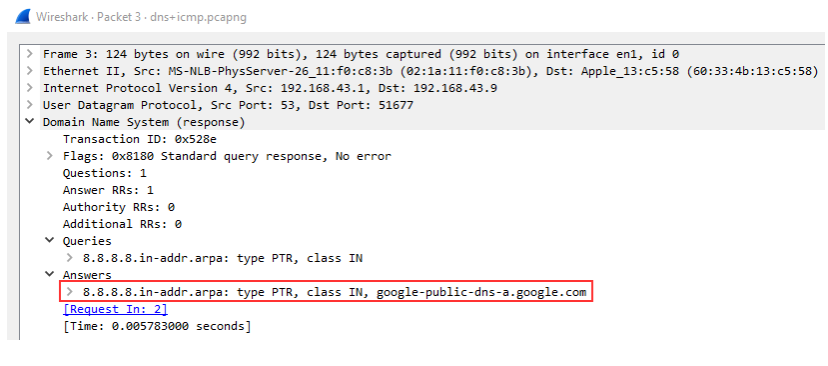 Wireshark · Packet 3 · dns+icmp.pcapng
Frame 3: 124 bytes on wire (992 bits), 124 bytes captured (992 bits) on interface en1, id 0
Ethernet II, Src: MS-NLB-PhysServer-26_11:f0:c8:3b (02:1a:11:f0:c8:3b), Dst: Apple_13:c5:58 (60:33:4b:13:c5:58)
Internet Protocol Version 4, Src: 192.168.43.1, Dst: 192.168.43.9
User Datagram Protocol, Src Port: 53, Dst Port: 51677
Domain Name System (response)
Transaction ID: 0x528e
Flags: 0x8180 Standard query response, No error
Questions: 1
Answer RRs: 1
Authority RRs: 0
Additional RRs: 0
Queries
8.8.8.8.in-addr.arpa: type PTR, class IN
Answers
8.8.8.8.in-addr.arpa: type PTR, class IN, google-public-dns-a.google.com
[Request In: 2]
[Time: 0.005783000 seconds]